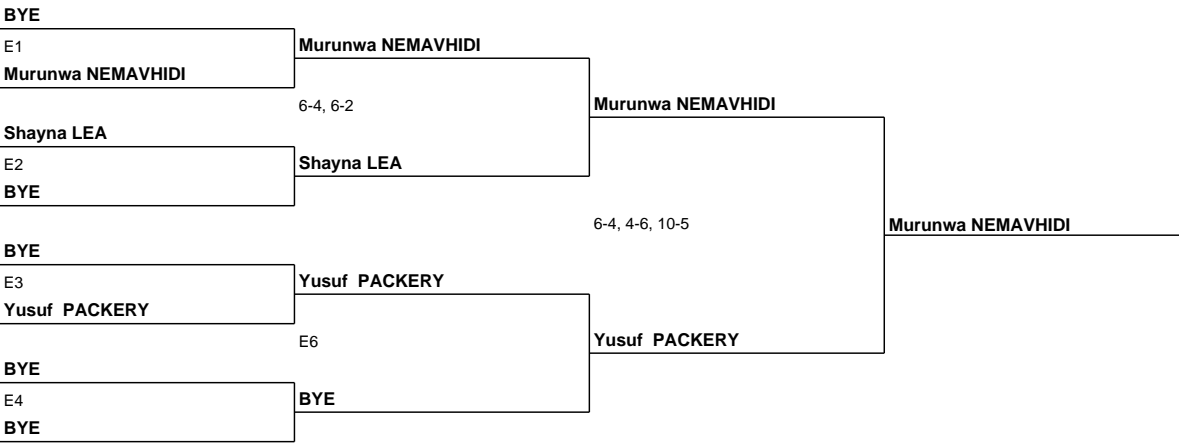 BYE
E1
Murunwa NEMAVHIDI
Murunwa NEMAVHIDI
6-4, 6-2
Murunwa NEMAVHIDI
Shayna LEA
E2
Shayna LEA
BYE
6-4, 4-6, 10-5
Murunwa NEMAVHIDI
BYE
E3
Yusuf  PACKERY
Yusuf  PACKERY
E6
Yusuf  PACKERY
BYE
E4
BYE
BYE